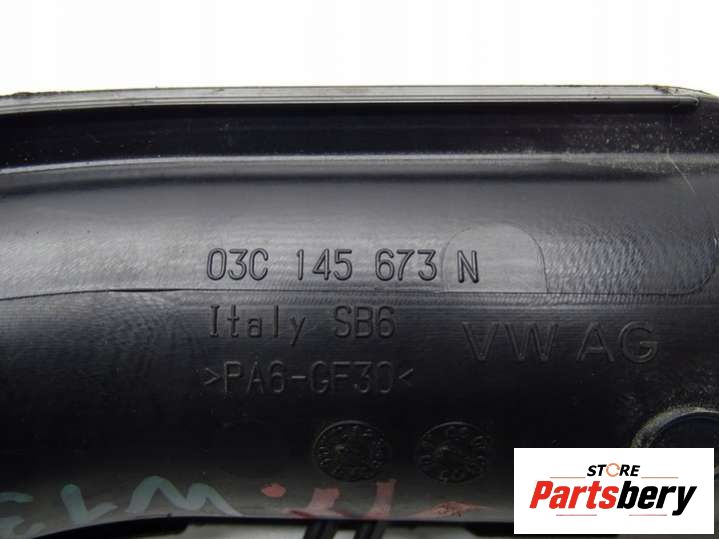 03C 145 673 N
Italy SB6
VW AG
>PA6-GF30<
STORE
Partsbery